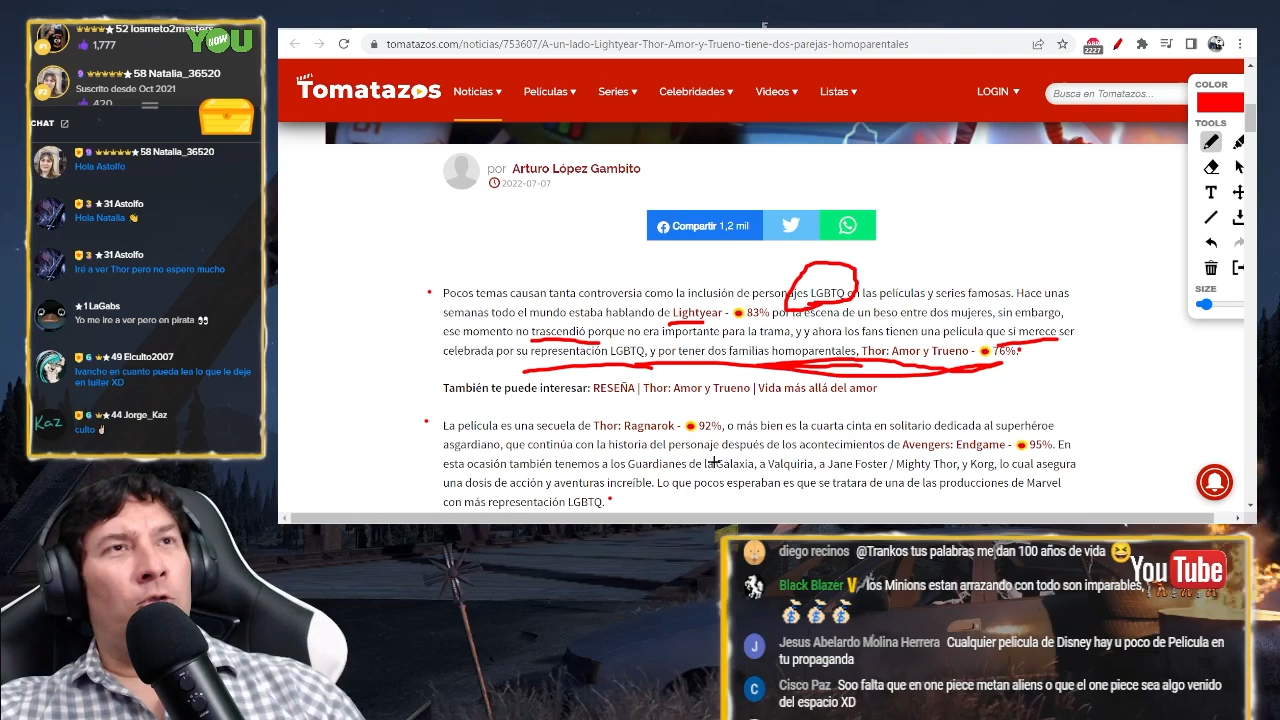 52 losmeto2masters
1,777
YOU
NOW
9 58 Natalia_36520
Suscrito desde Oct 2021
420
CHAT
9 58 Natalia_36520
Hola Astolfo
3 31 Astolfo
Hola Natalia 👋
3 31 Astolfo
Iré a ver Thor pero no espero mucho
1 LaGabs
Yo me ire a ver pero en pirata 👀
6 49 Elculto2007
Ivancho en cuanto pueda lea lo que le deje
en tuiter XD
6 44 Jorge_Kaz
culto ✌
tomatazos.com/noticias/753607/A-un-lado-Lightyear-Thor-Amor-y-Trueno-tiene-dos-parejas-homoparentales
2227
Tomatazos
Noticias ▾ Películas ▾ Series ▾ Celebridades ▾ Videos ▾ Listas ▾ LOGIN ▾ Busca en Tomatazos...
por Arturo López Gambito
2022-07-07
Compartir 1,2 mil
Pocos temas causan tanta controversia como la inclusión de personajes LGBTQ en las películas y series famosas. Hace unas
semanas todo el mundo estaba hablando de Lightyear - 83% por la escena de un beso entre dos mujeres, sin embargo,
ese momento no trascendió porque no era importante para la trama, y y ahora los fans tienen una película que sí merece ser
celebrada por su representación LGBTQ, y por tener dos familias homoparentales, Thor: Amor y Trueno - 76%.
También te puede interesar: RESEÑA | Thor: Amor y Trueno | Vida más allá del amor
La película es una secuela de Thor: Ragnarok - 92%, o más bien es la cuarta cinta en solitario dedicada al superhéroe
asgardiano, que continúa con la historia del personaje después de los acontecimientos de Avengers: Endgame - 95%. En
esta ocasión también tenemos a los Guardianes de la Galaxia, a Valquiria, a Jane Foster / Mighty Thor, y Korg, lo cual asegura
una dosis de acción y aventuras increíble. Lo que pocos esperaban es que se tratara de una de las producciones de Marvel
con más representación LGBTQ.
COLOR
TOOLS
T
SIZE
diego recinos @Trankos tus palabras me dan 100 años de vida 😆
Black Blazer los Minions estan arrazando con todo son imparables,
YouTube
J Jesus Abelardo Molina Herrera Cualquier pelicula de Disney hay u poco de Pelicula en
tu propaganda
C Cisco Paz Soo falta que en one piece metan aliens o que el one piece sea algo venido
del espacio XD